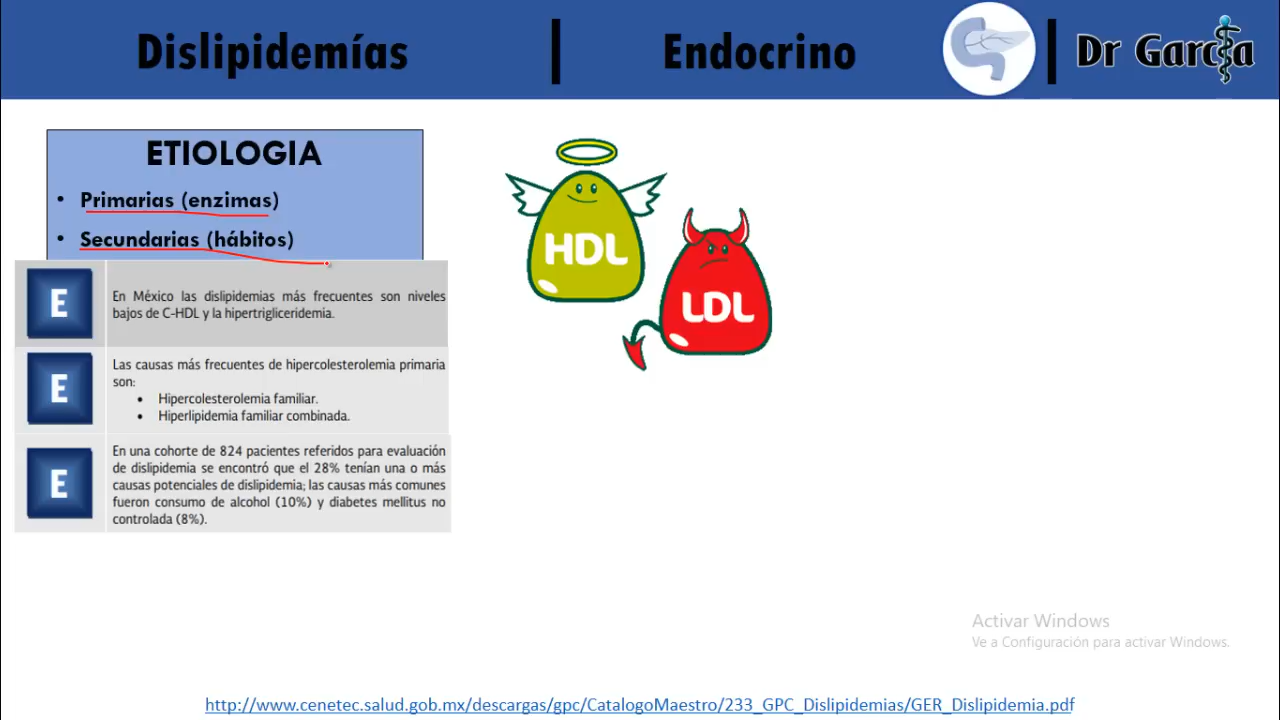 Dislipidemías | Endocrino | Dr García
ETIOLOGIA
• Primarias (enzimas)
• Secundarias (hábitos)
E
En México las dislipidemias más frecuentes son niveles
bajos de C-HDL y la hipertrigliceridemia.
E
Las causas más frecuentes de hipercolesterolemia primaria
son:
• Hipercolesterolemia familiar.
• Hiperlipidemia familiar combinada.
E
En una cohorte de 824 pacientes referidos para evaluación
de dislipidemia se encontró que el 28% tenían una o más
causas potenciales de dislipidemia; las causas más comunes
fueron consumo de alcohol (10%) y diabetes mellitus no
controlada (8%).
HDL
LDL
Activar Windows
Ve a Configuración para activar Windows.
http://www.cenetec.salud.gob.mx/descargas/gpc/CatalogoMaestro/233_GPC_Dislipidemias/GER_Dislipidemia.pdf